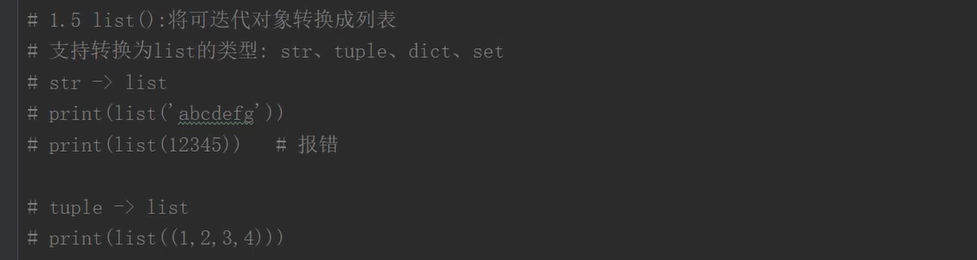 # 1.5 list():将可迭代对象转换成列表
# 支持转换为list的类型: str、tuple、dict、set
# str -> list
# print(list('abcdefg'))
# print(list(12345))   # 报错
# tuple -> list
# print(list((1,2,3,4)))